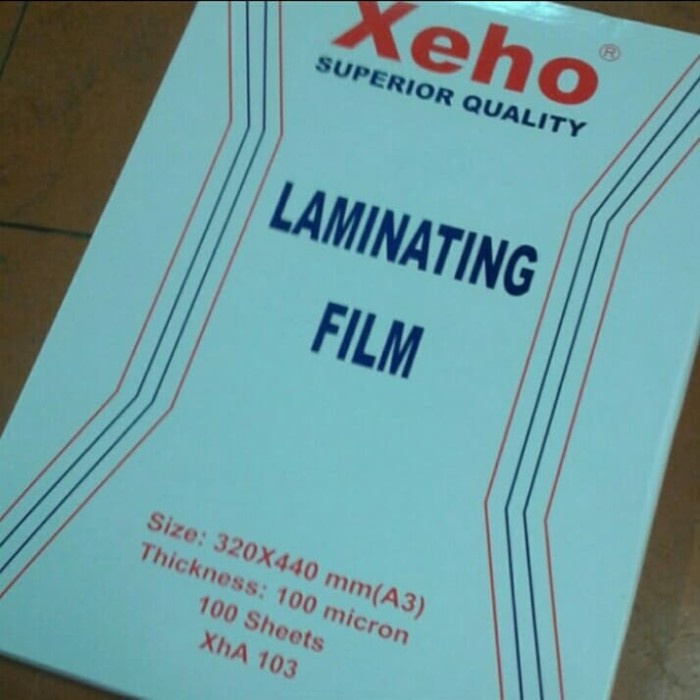 Xeho®
SUPERIOR QUALITY
LAMINATING
FILM
Size: 320X440 mm(A3)
Thickness: 100 micron
100 Sheets
XhA 103